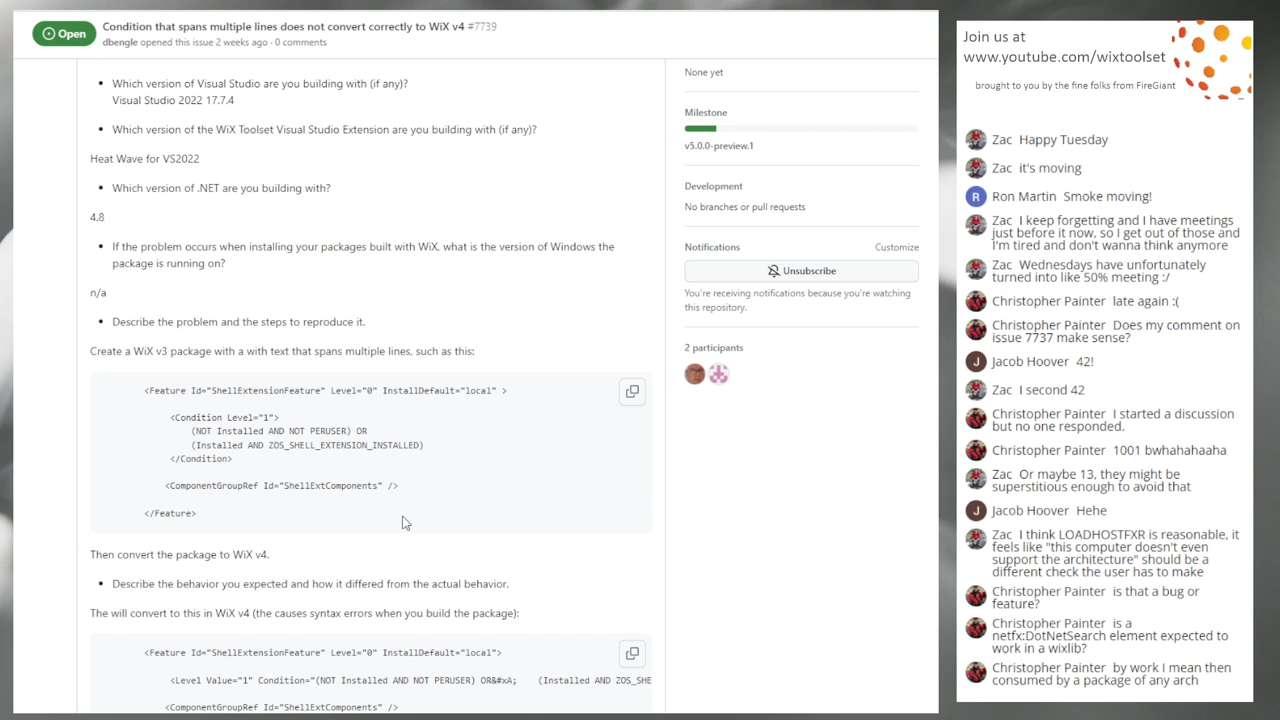 Open
Condition that spans multiple lines does not convert correctly to WiX v4 #7739
dbengle opened this issue 2 weeks ago · 0 comments
• Which version of Visual Studio are you building with (if any)?
Visual Studio 2022 17.7.4
• Which version of the WiX Toolset Visual Studio Extension are you building with (if any)?
Heat Wave for VS2022
• Which version of .NET are you building with?
4.8
• If the problem occurs when installing your packages built with WiX, what is the version of Windows the
package is running on?
n/a
• Describe the problem and the steps to reproduce it.
Create a WiX v3 package with a with text that spans multiple lines, such as this:
<Feature Id="ShellExtensionFeature" Level="0" InstallDefault="local" >
<Condition Level="1">
(NOT Installed AND NOT PERUSER) OR
(Installed AND ZOS_SHELL_EXTENSION_INSTALLED)
</Condition>
<ComponentGroupRef Id="ShellExtComponents" />
</Feature>
Then convert the package to WiX v4.
• Describe the behavior you expected and how it differed from the actual behavior.
The will convert to this in WiX v4 (the causes syntax errors when you build the package):
<Feature Id="ShellExtensionFeature" Level="0" InstallDefault="local">
<Level Value="1" Condition="(NOT Installed AND NOT PERUSER) OR&#xA;    (Installed AND ZOS_SHE
<ComponentGroupRef Id="ShellExtComponents" />
None yet
Milestone
v5.0.0-preview.1
Development
No branches or pull requests
Notifications
Customize
Unsubscribe
You're receiving notifications because you're watching
this repository.
2 participants
Join us at
www.youtube.com/wixtoolset
brought to you by the fine folks from FireGiant
Zac Happy Tuesday
Zac it's moving
R Ron Martin Smoke moving!
Zac I keep forgetting and I have meetings
just before it now, so I get out of those and
I'm tired and don't wanna think anymore
Zac Wednesdays have unfortunately
turned into like 50% meeting :/
Christopher Painter late again :(
Christopher Painter Does my comment on
issue 7737 make sense?
J Jacob Hoover 42!
Zac I second 42
Christopher Painter I started a discussion
but no one responded.
Christopher Painter 1001 bwhahahaaha
Zac Or maybe 13, they might be
superstitious enough to avoid that
J Jacob Hoover Hehe
Zac I think LOADHOSTFXR is reasonable, it
feels like "this computer doesn't even
support the architecture" should be a
different check the user has to make
Christopher Painter is that a bug or
feature?
Christopher Painter is a
netfx:DotNetSearch element expected to
work in a wixlib?
Christopher Painter by work I mean then
consumed by a package of any arch